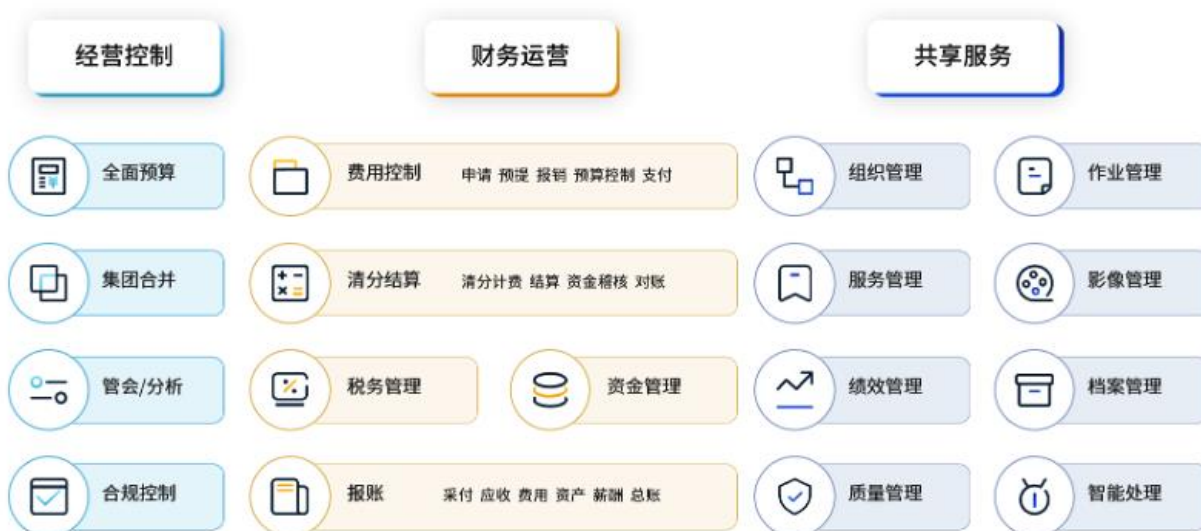 经营控制
财务运营
共享服务
全面预算
费用控制 申请 预提 报销 预算控制 支付
组织管理
作业管理
集团合并
清分结算 清分计费 结算 资金稽核 对账
服务管理
影像管理
管会/分析
税务管理
资金管理
绩效管理
档案管理
合规控制
报账 采付 应收 费用 资产 薪酬 总账
质量管理
智能处理